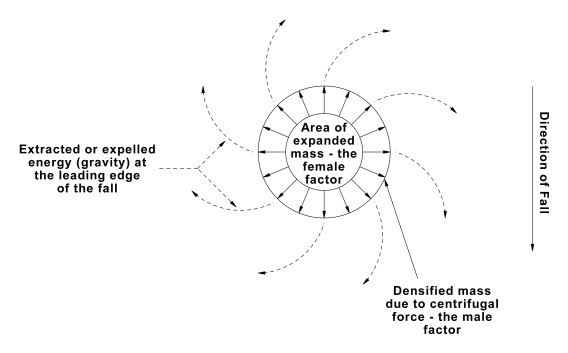 Area of
expanded
mass - the
female
factor
Extracted or expelled
energy (gravity) at
the leading edge
of the fall
Direction of Fall
Densified mass
due to centrifugal
force - the male
factor